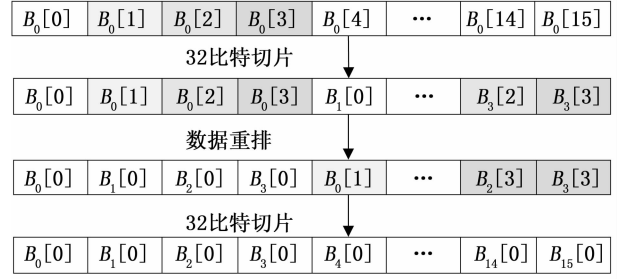 B₀[0] B₀[1] B₀[2] B₀[3] B₀[4] ··· B₀[14] B₀[15]
32比特切片
B₀[0] B₀[1] B₀[2] B₀[3] B₁[0] ··· B₃[2] B₃[3]
数据重排
B₀[0] B₁[0] B₂[0] B₃[0] B₀[1] ··· B₂[3] B₃[3]
32比特切片
B₀[0] B₁[0] B₂[0] B₃[0] B₄[0] ··· B₁₄[0] B₁₅[0]